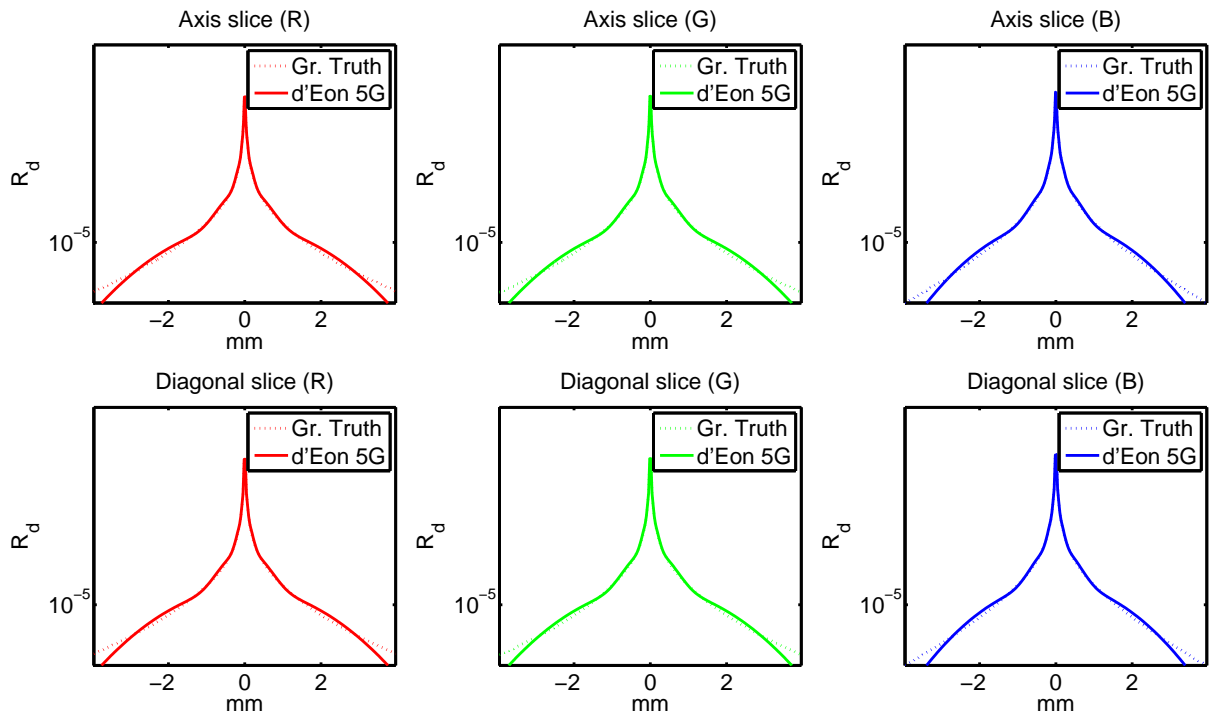 Axis slice (R)
Gr. Truth
d'Eon 5G
R_d
10^−5
−2 0 2
mm
Axis slice (G)
Gr. Truth
d'Eon 5G
R_d
10^−5
−2 0 2
mm
Axis slice (B)
Gr. Truth
d'Eon 5G
R_d
10^−5
−2 0 2
mm
Diagonal slice (R)
Gr. Truth
d'Eon 5G
R_d
10^−5
−2 0 2
mm
Diagonal slice (G)
Gr. Truth
d'Eon 5G
R_d
10^−5
−2 0 2
mm
Diagonal slice (B)
Gr. Truth
d'Eon 5G
R_d
10^−5
−2 0 2
mm